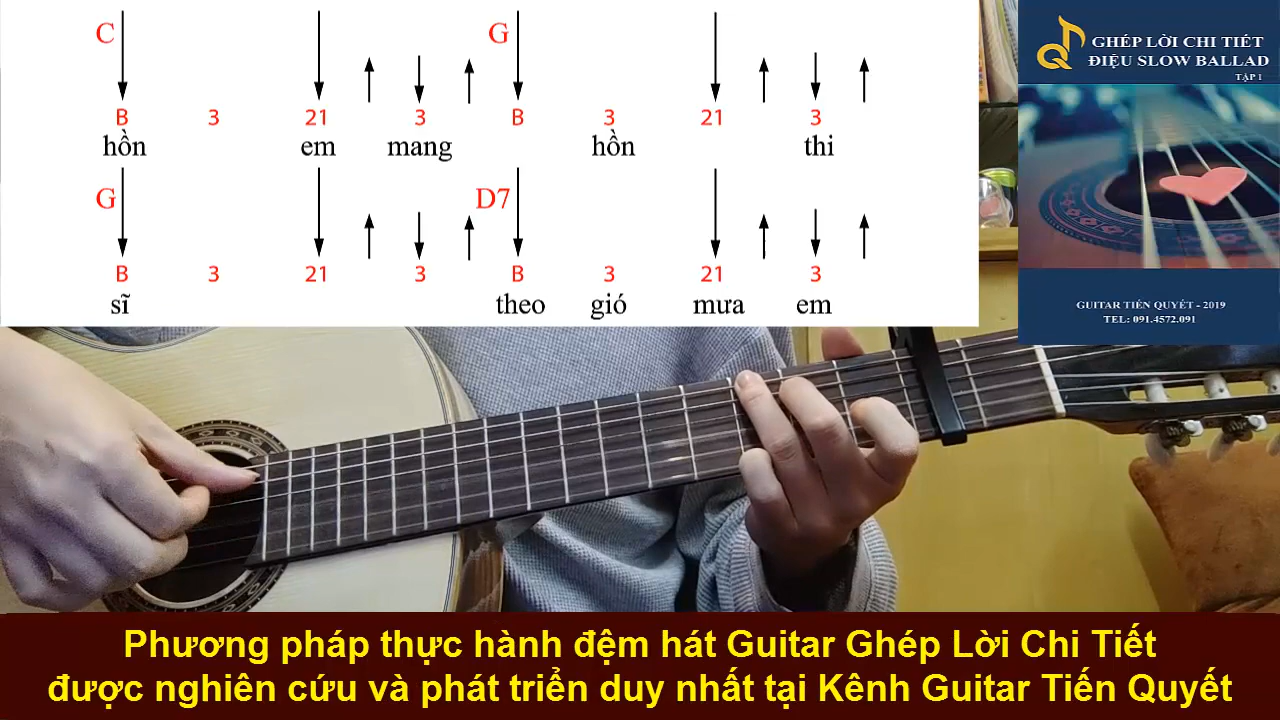 C G
B 3 21 3 B 3 21 3
hồn em mang hồn thi
G D7
B 3 21 3 B 3 21 3
sĩ theo gió mưa em
GHÉP LỜI CHI TIẾT
ĐIỆU SLOW BALLAD
TẬP 1
GUITAR TIẾN QUYẾT - 2019
TEL: 091.4572.091
Phương pháp thực hành đệm hát Guitar Ghép Lời Chi Tiết
được nghiên cứu và phát triển duy nhất tại Kênh Guitar Tiến Quyết